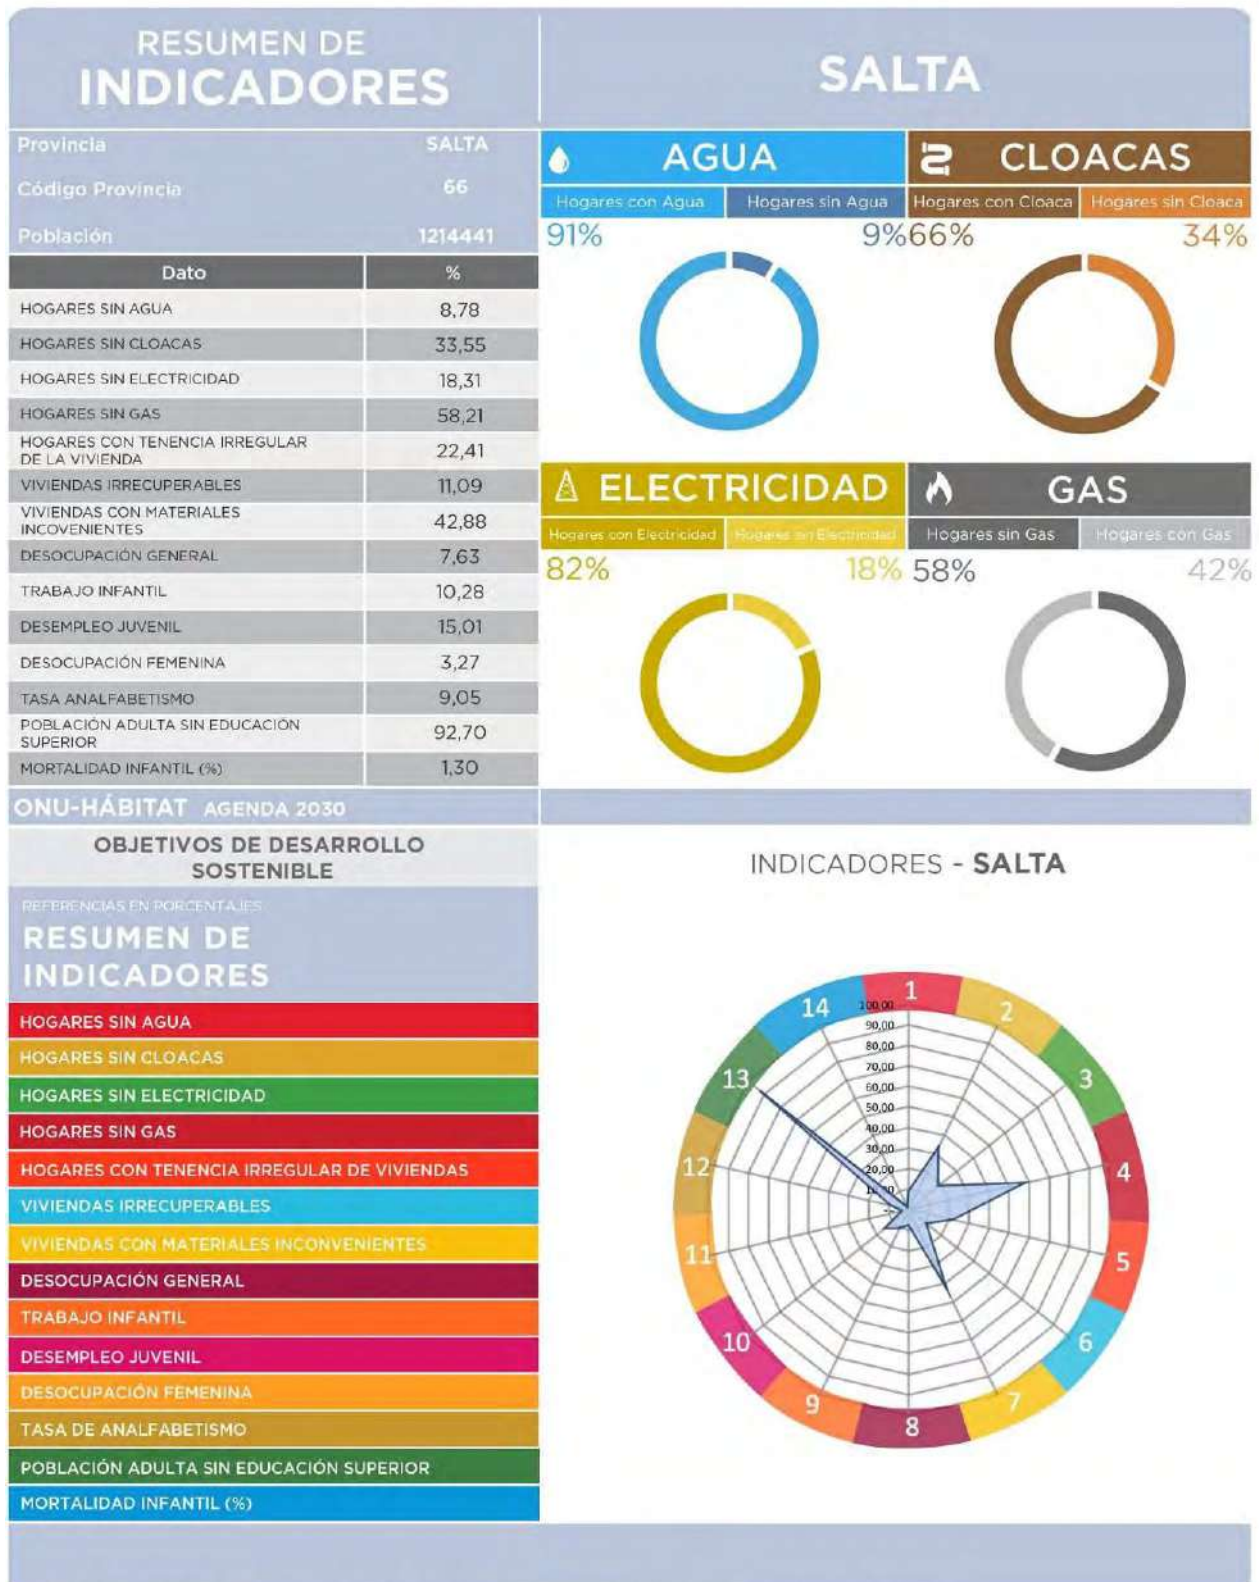 RESUMEN DE
INDICADORES
SALTA
Provincia SALTA
Código Provincia 66
Población 1214441
Dato %
HOGARES SIN AGUA 8,78
HOGARES SIN CLOACAS 33,55
HOGARES SIN ELECTRICIDAD 18,31
HOGARES SIN GAS 58,21
HOGARES CON TENENCIA IRREGULAR
DE LA VIVIENDA 22,41
VIVIENDAS IRRECUPERABLES 11,09
VIVIENDAS CON MATERIALES
INCOVENIENTES 42,88
DESOCUPACIÓN GENERAL 7,63
TRABAJO INFANTIL 10,28
DESEMPLEO JUVENIL 15,01
DESOCUPACIÓN FEMENINA 3,27
TASA ANALFABETISMO 9,05
POBLACIÓN ADULTA SIN EDUCACIÓN
SUPERIOR 92,70
MORTALIDAD INFANTIL (%) 1,30
AGUA
Hogares con Agua Hogares sin Agua
91% 9%
CLOACAS
Hogares con Cloaca Hogares sin Cloaca
66% 34%
ELECTRICIDAD
Hogares con Electricidad Hogares sin Electricidad
82% 18%
GAS
Hogares sin Gas Hogares con Gas
58% 42%
ONU-HÁBITAT AGENDA 2030
OBJETIVOS DE DESARROLLO
SOSTENIBLE
REFERENCIAS EN PORCENTAJES
RESUMEN DE
INDICADORES
HOGARES SIN AGUA
HOGARES SIN CLOACAS
HOGARES SIN ELECTRICIDAD
HOGARES SIN GAS
HOGARES CON TENENCIA IRREGULAR DE VIVIENDAS
VIVIENDAS IRRECUPERABLES
VIVIENDAS CON MATERIALES INCONVENIENTES
DESOCUPACIÓN GENERAL
TRABAJO INFANTIL
DESEMPLEO JUVENIL
DESOCUPACIÓN FEMENINA
TASA DE ANALFABETISMO
POBLACIÓN ADULTA SIN EDUCACIÓN SUPERIOR
MORTALIDAD INFANTIL (%)
INDICADORES - SALTA
1
2
3
4
5
6
7
8
9
10
11
12
13
14
100,00
90,00
80,00
70,00
60,00
50,00
40,00
30,00
20,00